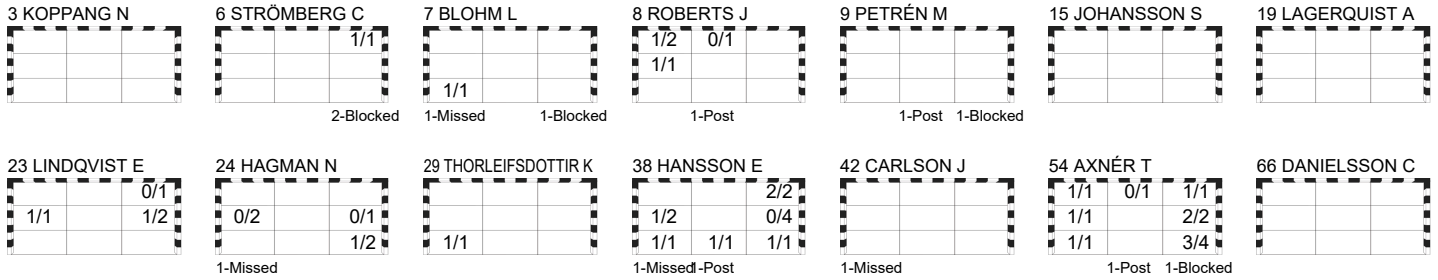 3 KOPPANG N 6 STRÖMBERG C 7 BLOHM L 8 ROBERTS J 9 PETRÉN M 15 JOHANSSON S 19 LAGERQUIST A
1/1 1/2 0/1
1/1
1/1
2-Blocked 1-Missed 1-Blocked 1-Post 1-Post 1-Blocked
23 LINDQVIST E 24 HAGMAN N 29 THORLEIFSDOTTIR K 38 HANSSON E 42 CARLSON J 54 AXNÉR T 66 DANIELSSON C
0/1 2/2 1/1 0/1 1/1
1/1 1/2 0/2 0/1 1/2 0/4 1/1 2/2
1/2 1/1 1/1 1/1 1/1 1/1 3/4
1-Missed 1-Missed 1-Post 1-Missed 1-Post 1-Blocked